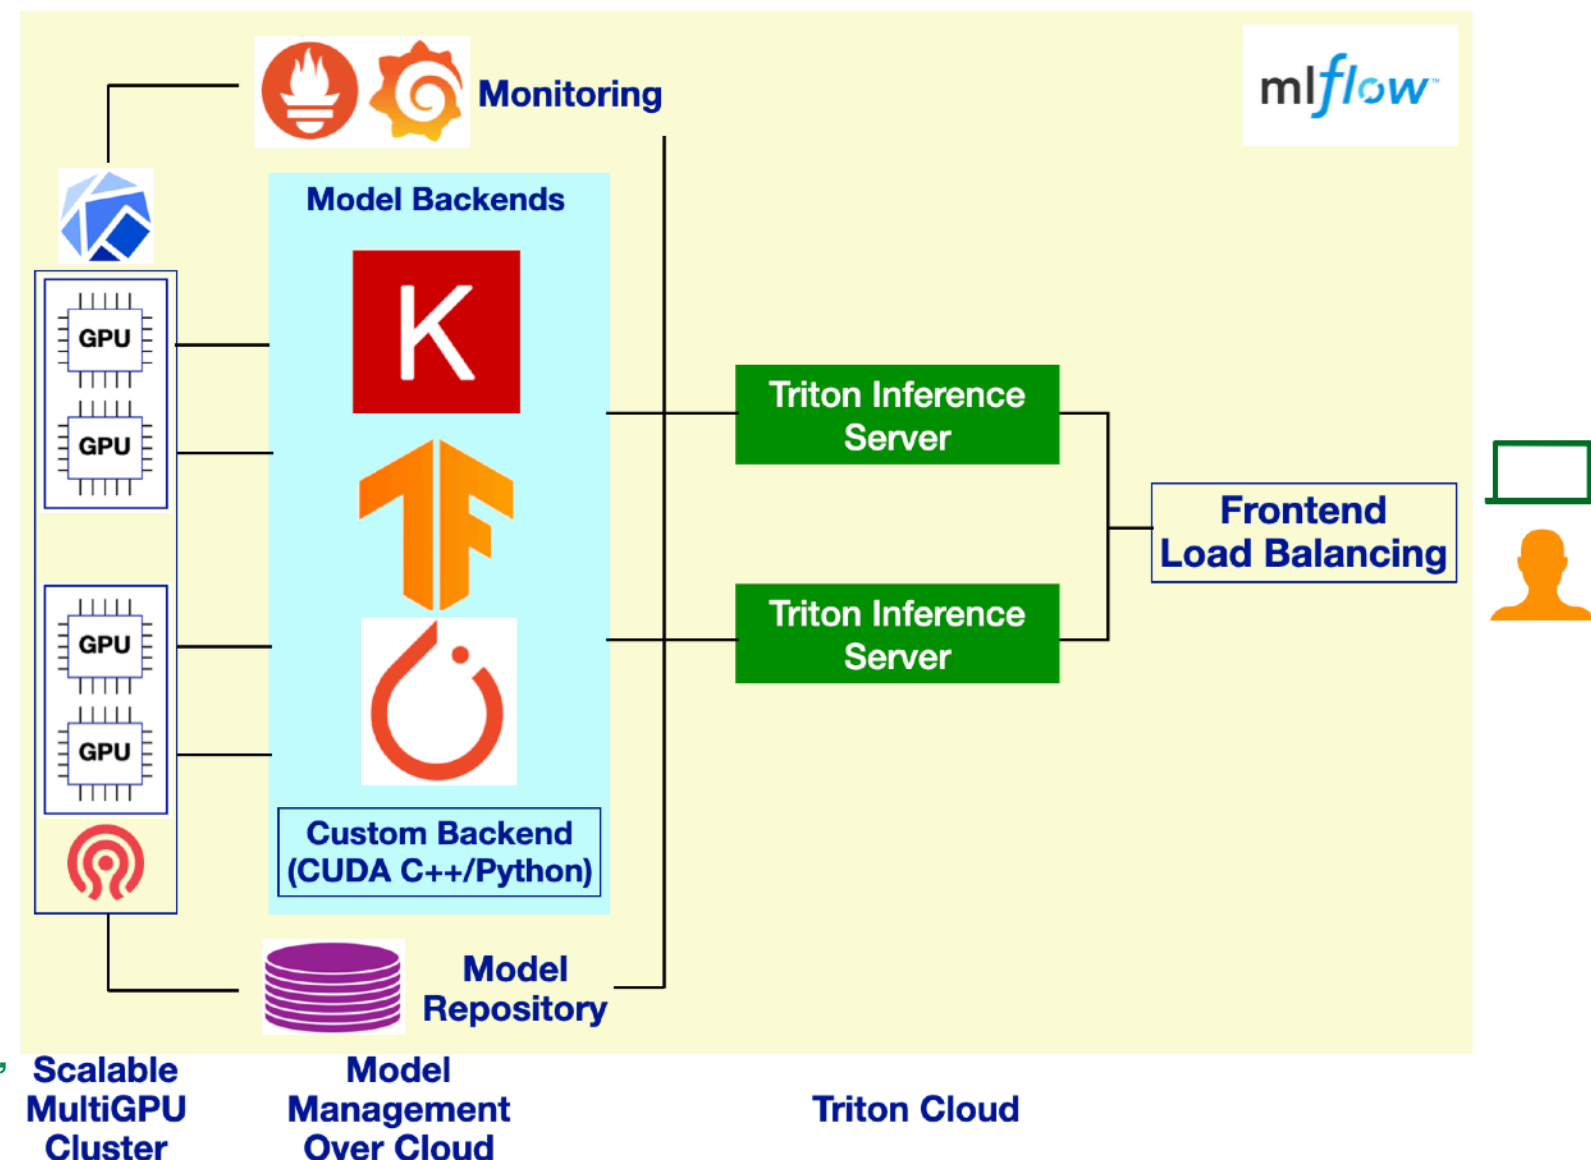 Monitoring
mlflow™
Model Backends
GPU
GPU
GPU
GPU
K
Custom Backend
(CUDA C++/Python)
Model
Repository
Triton Inference
Server
Triton Inference
Server
Frontend
Load Balancing
,
Scalable
MultiGPU
Cluster
Model
Management
Over Cloud
Triton Cloud